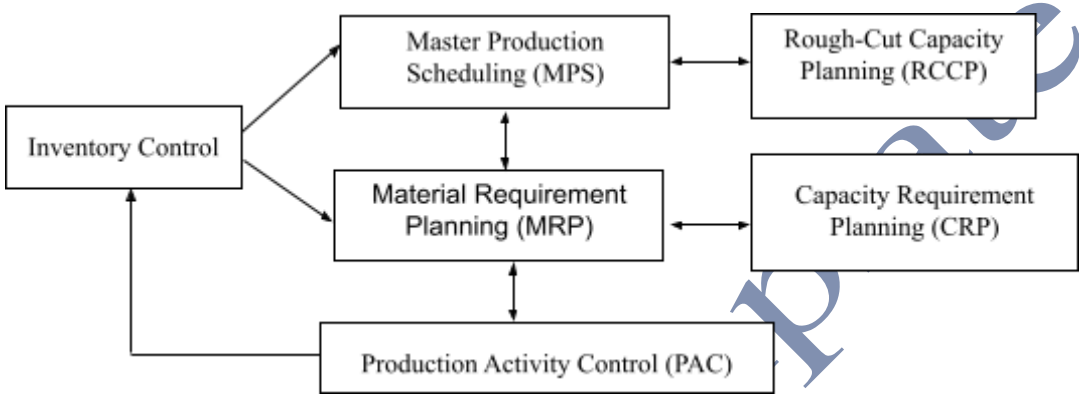 Master Production
Scheduling (MPS)
Rough-Cut Capacity
Planning (RCCP)
Inventory Control
Material Requirement
Planning (MRP)
Capacity Requirement
Planning (CRP)
Production Activity Control (PAC)